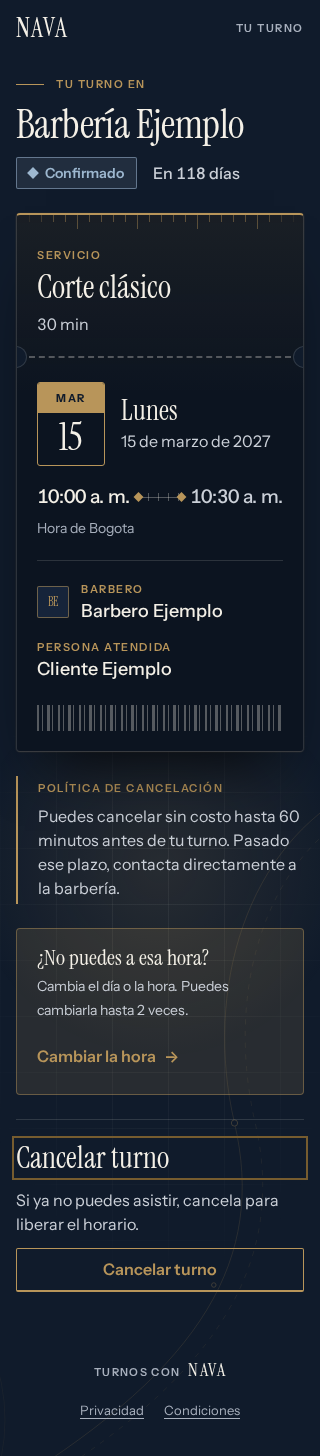 NAVA
TU TURNO
TU TURNO EN
Barbería Ejemplo
Confirmado
En 118 días
SERVICIO
Corte clásico
30 min
MAR
15
Lunes
15 de marzo de 2027
10:00 a. m.
10:30 a. m.
Hora de Bogota
BE
BARBERO
Barbero Ejemplo
PERSONA ATENDIDA
Cliente Ejemplo
POLÍTICA DE CANCELACIÓN
Puedes cancelar sin costo hasta 60
minutos antes de tu turno. Pasado
ese plazo, contacta directamente a
la barbería.
¿No puedes a esa hora?
Cambia el día o la hora. Puedes
cambiarla hasta 2 veces.
Cambiar la hora →
Cancelar turno
Si ya no puedes asistir, cancela para
liberar el horario.
Cancelar turno
TURNOS CON NAVA
Privacidad
Condiciones